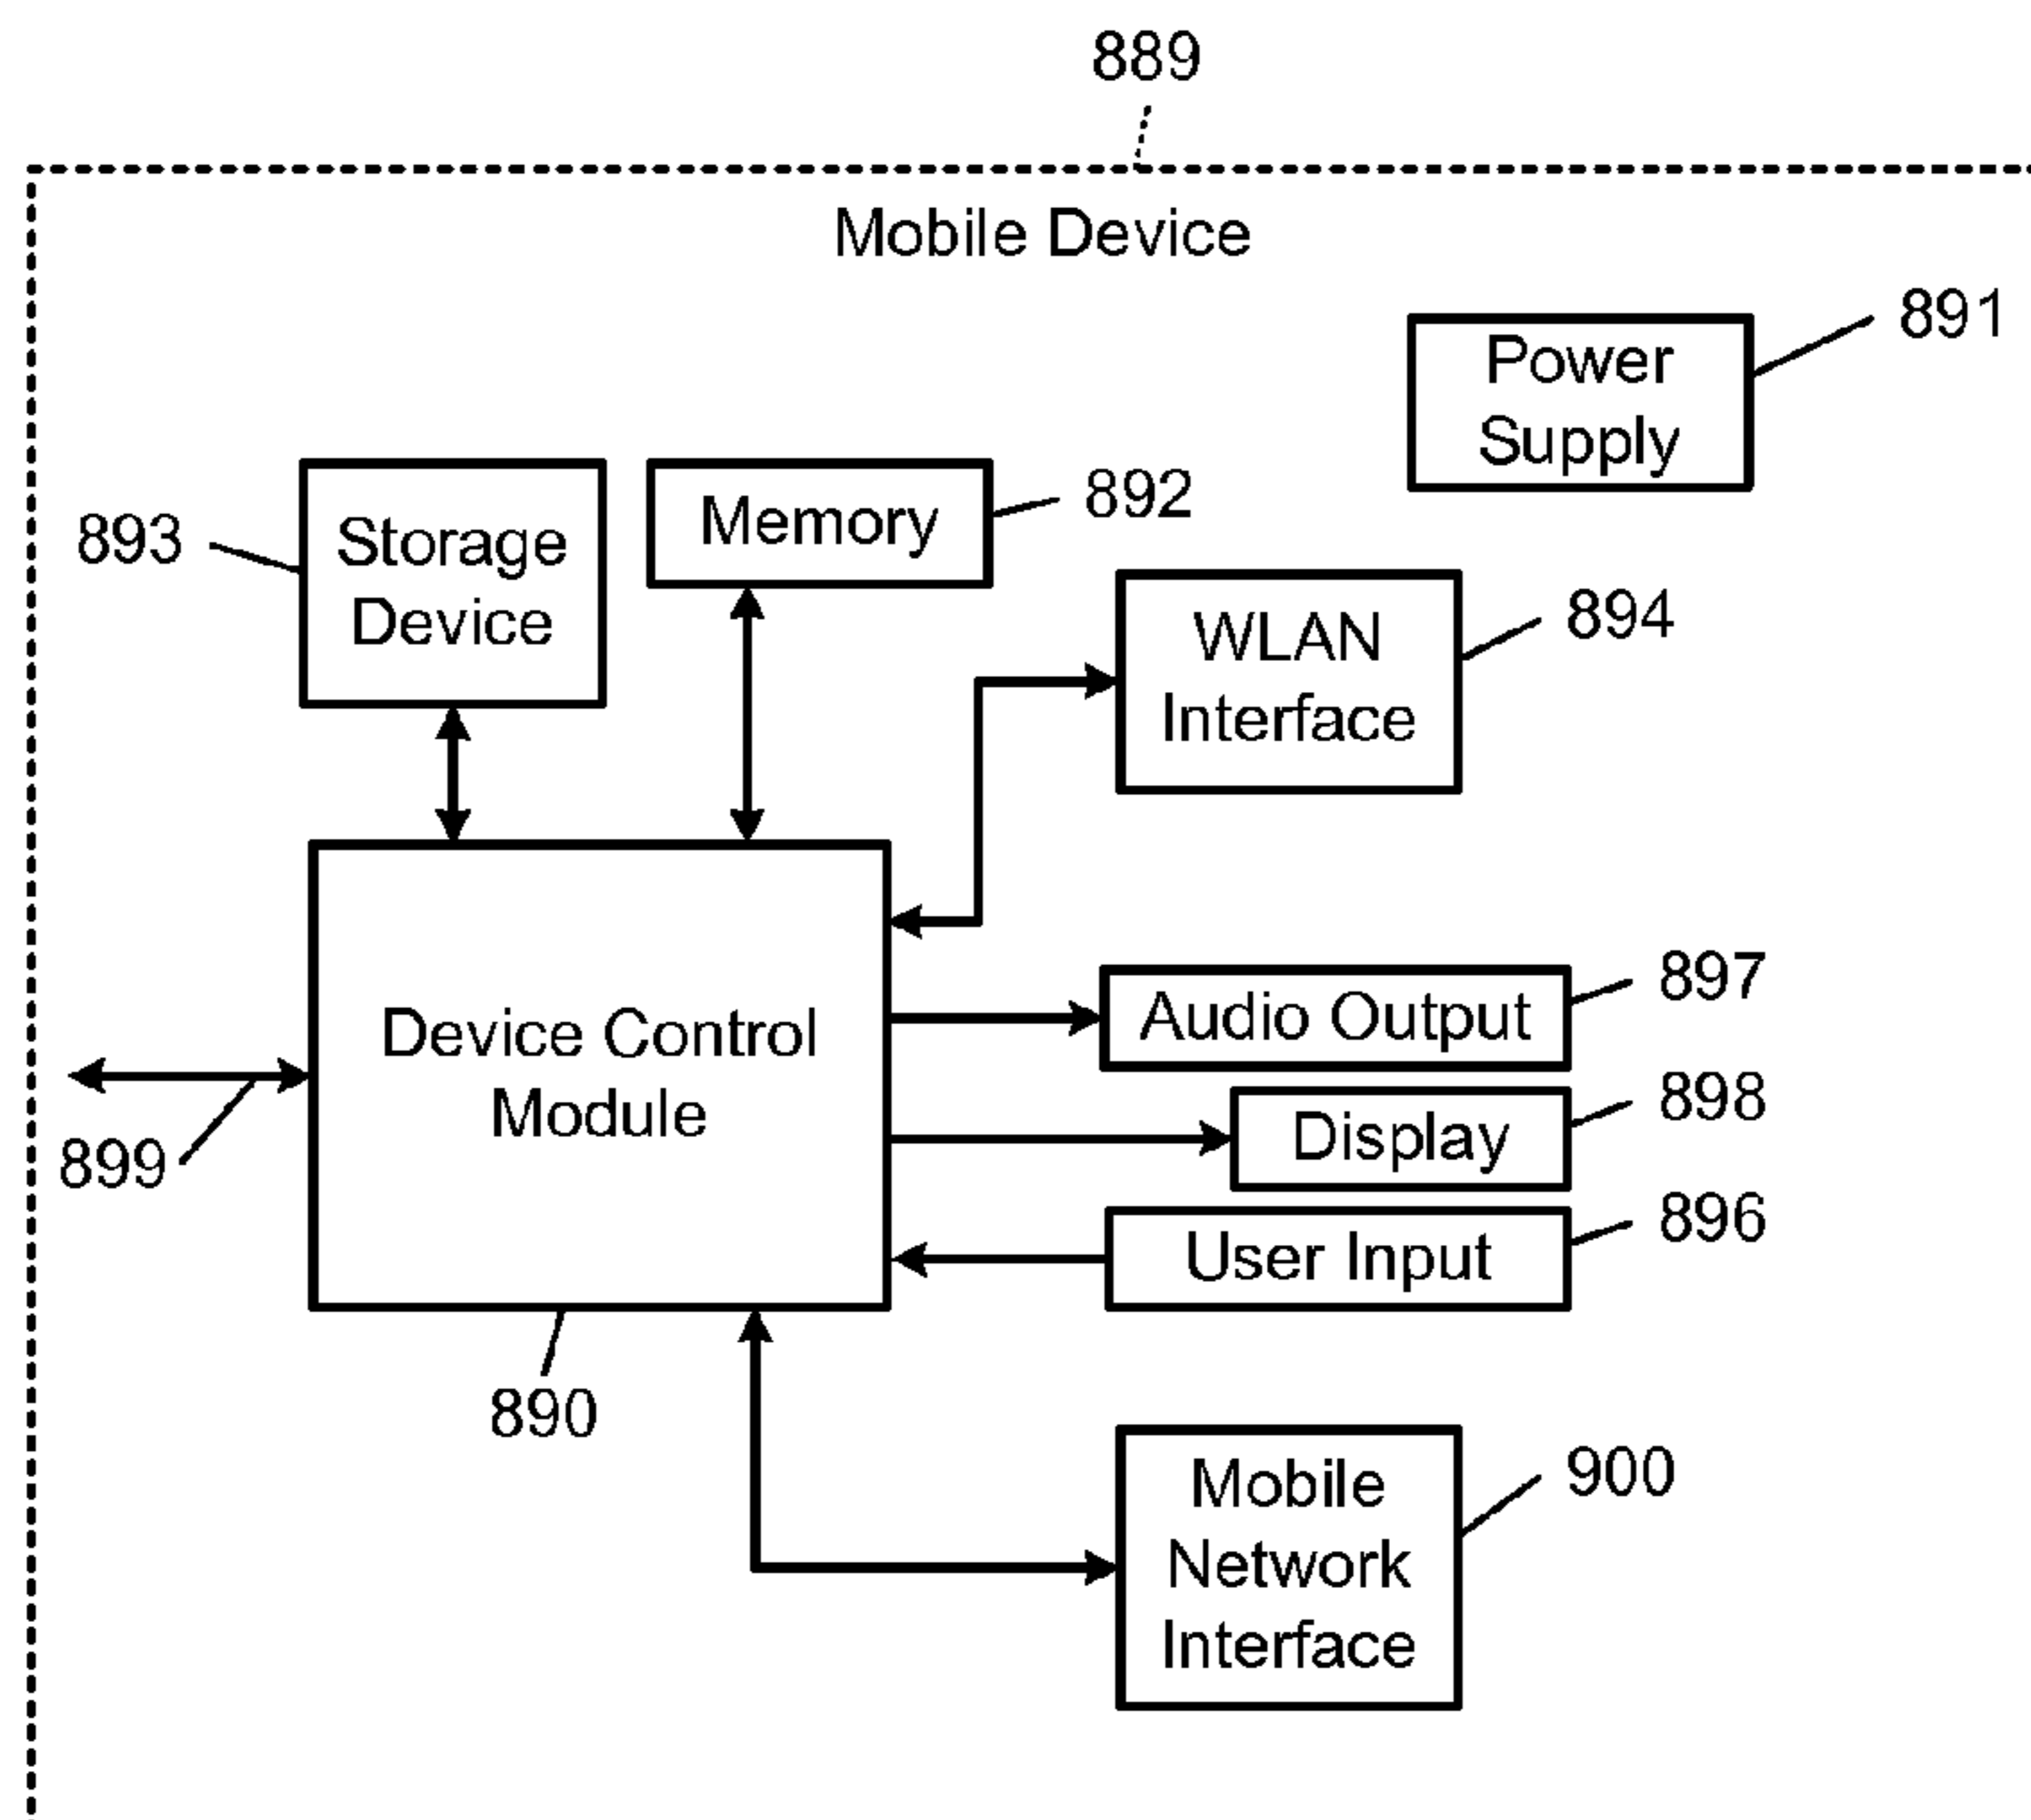 889
Mobile Device
891
Power
Supply
893
Storage
Device
Memory
892
WLAN
Interface
894
Device Control
Module
899
890
Audio Output
897
Display
898
User Input
896
Mobile
Network
Interface
900